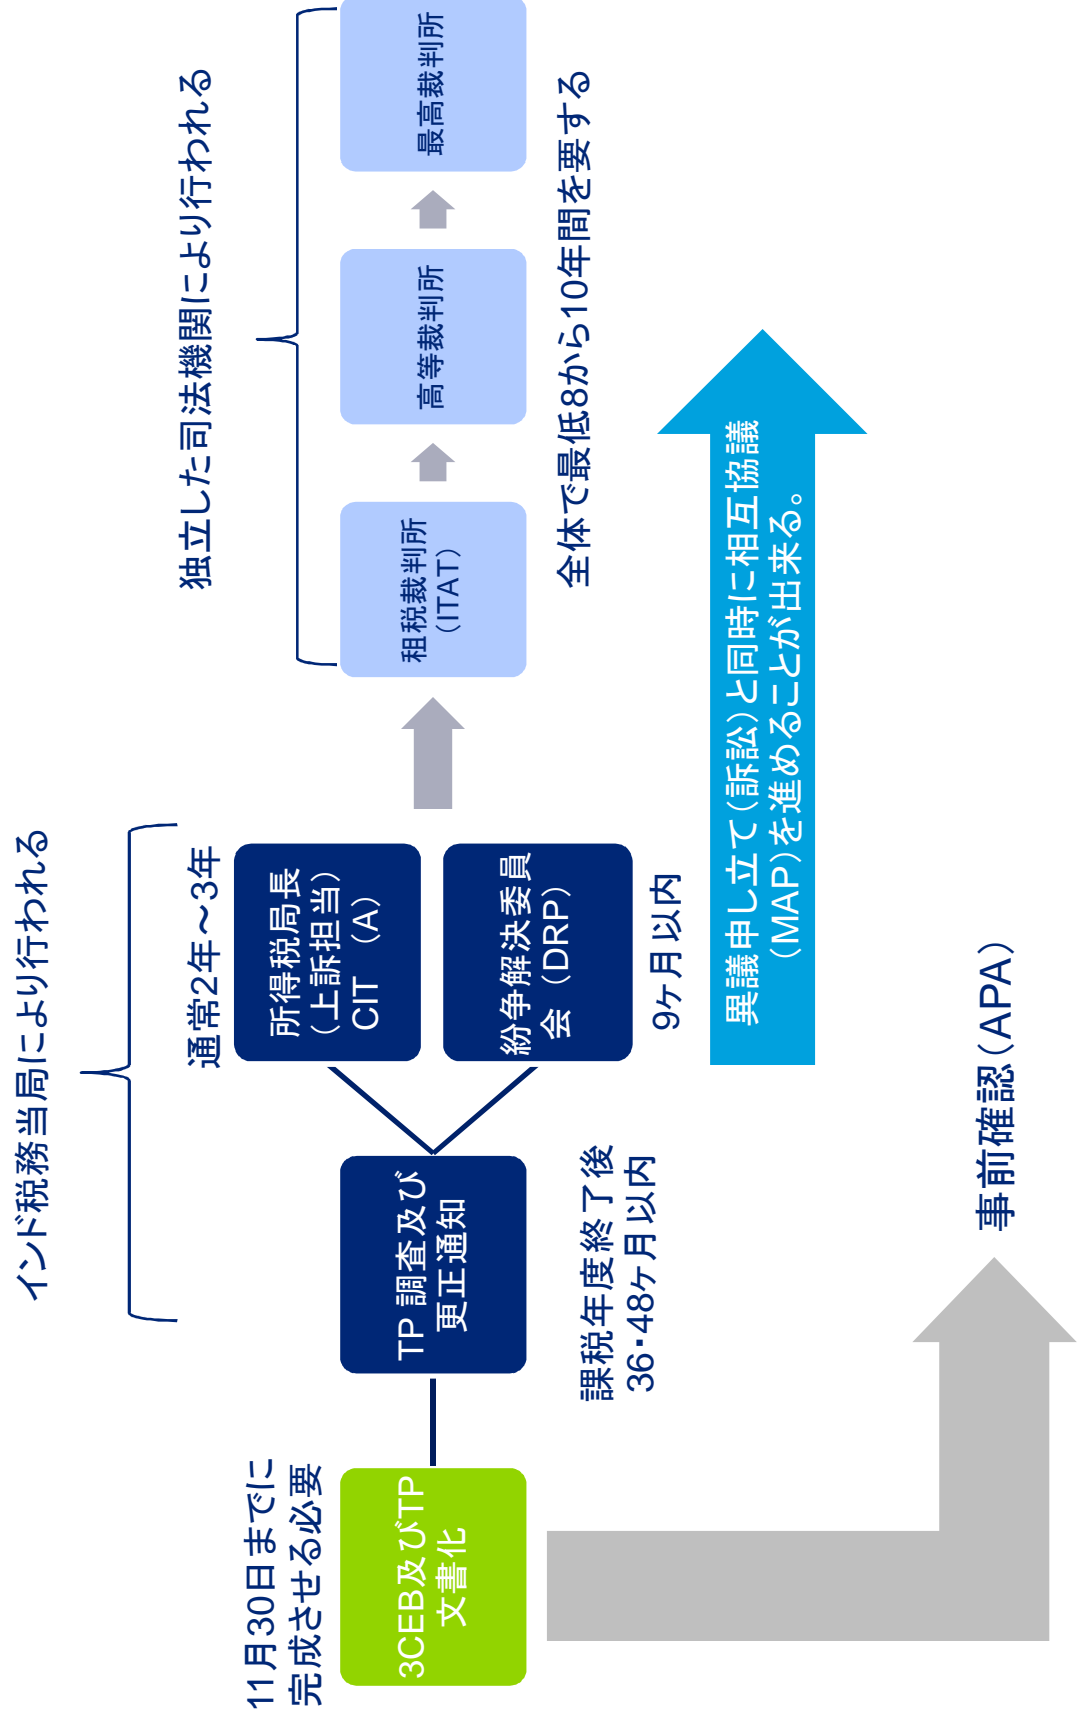 インド税務当局により行われる
独立した司法機関により行われる
11月30日までに
完成させる必要
3CEB及びTP
文書化
TP 調査及び
更正通知
課税年度終了後
36・48ヶ月以内
通常2年～3年
所得税局長
（上訴担当）
CIT （A）
紛争解決委員
会（DRP）
9ヶ月以内
租税裁判所
（ITAT）
高等裁判所
最高裁判所
全体で最低8から10年間を要する
異議申し立て（訴訟）と同時に相互協議
（MAP）を進めることが出来る。
事前確認（APA）